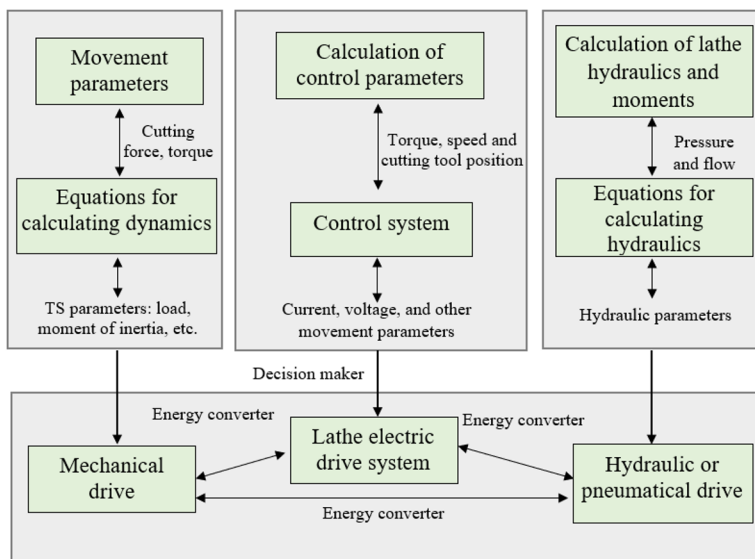 Movement
parameters
Cutting
force, torque
Equations for
calculating dynamics
TS parameters: load,
moment of inertia, etc.
Calculation of
control parameters
Torque, speed and
cutting tool position
Control system
Current, voltage, and other
movement parameters
Calculation of lathe
hydraulics and
moments
Pressure
and flow
Equations for
calculating
hydraulics
Hydraulic parameters
Decision maker
Energy converter
Energy converter
Lathe electric
drive system
Mechanical
drive
Hydraulic or
pneumatical drive
Energy converter